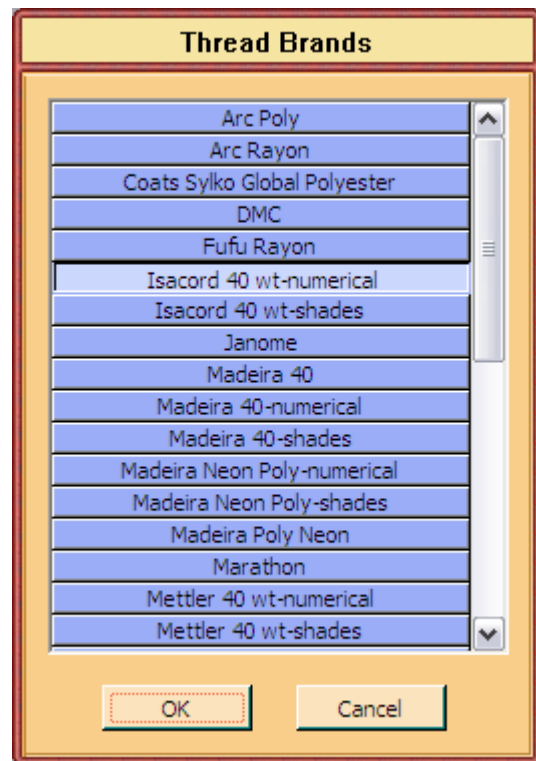 Thread Brands
Arc Poly
Arc Rayon
Coats Sylko Global Polyester
DMC
Fufu Rayon
Isacord 40 wt-numerical
Isacord 40 wt-shades
Janome
Madeira 40
Madeira 40-numerical
Madeira 40-shades
Madeira Neon Poly-numerical
Madeira Neon Poly-shades
Madeira Poly Neon
Marathon
Mettler 40 wt-numerical
Mettler 40 wt-shades
OK Cancel